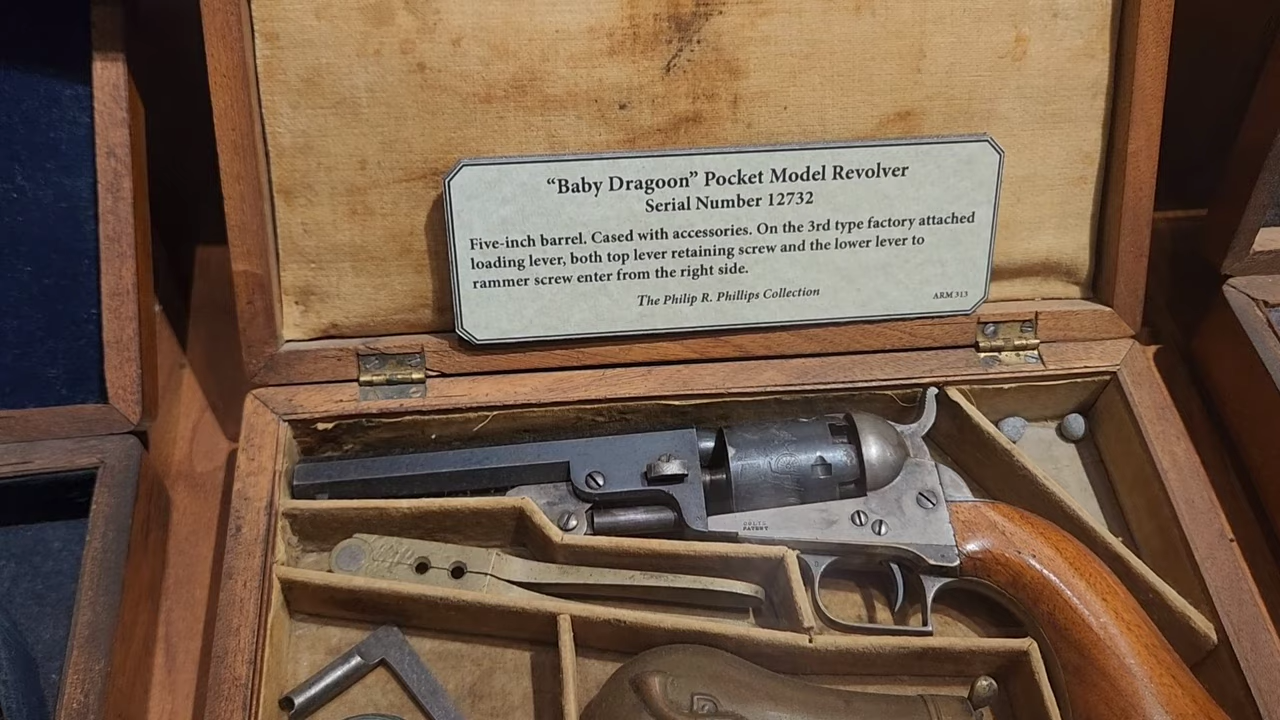 “Baby Dragoon” Pocket Model Revolver
Serial Number 12732
Five-inch barrel. Cased with accessories. On the 3rd type factory attached
loading lever, both top lever retaining screw and the lower lever to
rammer screw enter from the right side.
The Philip R. Phillips Collection
ARM 313
COLTS
PATENT